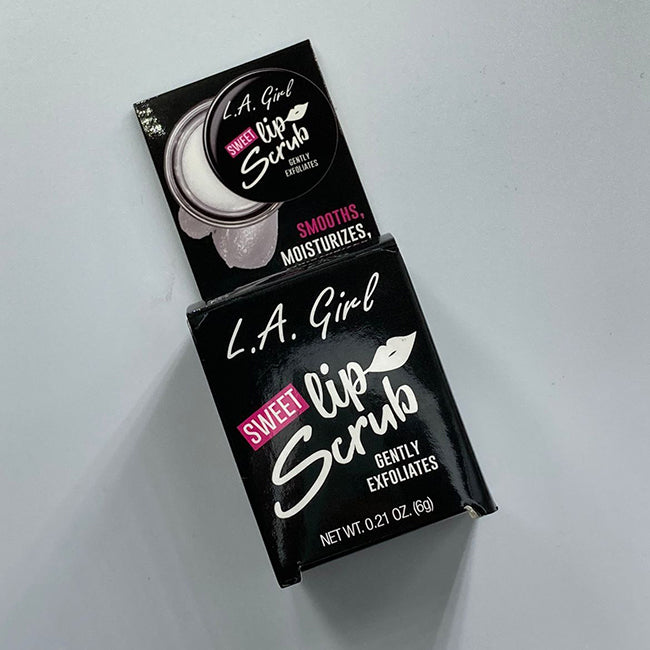 L.A. Girl
SWEET lip
Scrub
GENTLY
EXFOLIATES
SMOOTHS,
MOISTURIZES,
L.A. Girl
SWEET lip
Scrub
GENTLY
EXFOLIATES
NET WT. 0.21 OZ. (6g)